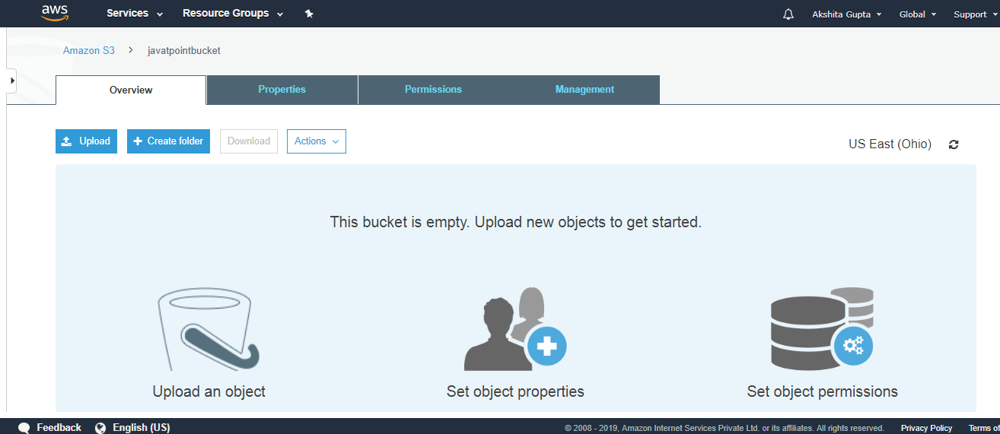 aws Services Resource Groups Akshita Gupta Global Support
Amazon S3 > javatpointbucket
Overview Properties Permissions Management
Upload Create folder Download Actions US East (Ohio)
This bucket is empty. Upload new objects to get started.
Upload an object Set object properties Set object permissions
Feedback English (US) © 2008 - 2019, Amazon Internet Services Private Ltd. or its affiliates. All rights reserved. Privacy Policy Terms of